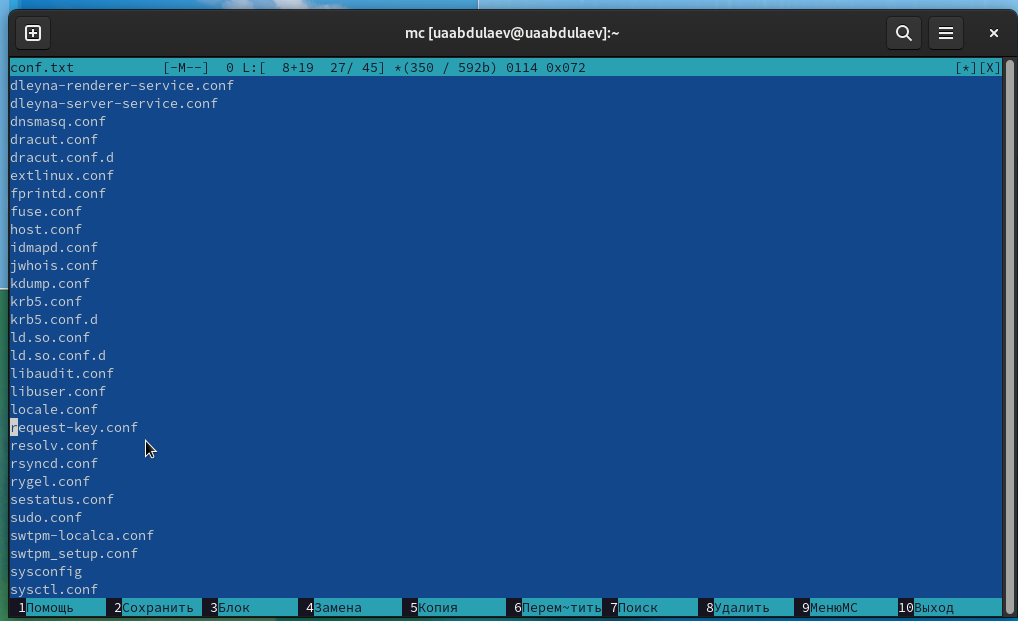 mc [uaabdulaev@uaabdulaev]:~
conf.txt [-M--] 0 L:[ 8+19 27/ 45] *(350 / 592b) 0114 0x072 [*][X]
dleyna-renderer-service.conf
dleyna-server-service.conf
dnsmasq.conf
dracut.conf
dracut.conf.d
extlinux.conf
fprintd.conf
fuse.conf
host.conf
idmapd.conf
jwhois.conf
kdump.conf
krb5.conf
krb5.conf.d
ld.so.conf
ld.so.conf.d
libaudit.conf
libuser.conf
locale.conf
request-key.conf
resolv.conf
rsyncd.conf
rygel.conf
sestatus.conf
sudo.conf
swtpm-localca.conf
swtpm_setup.conf
sysconfig
sysctl.conf
1Помощь 2Сохранить 3Блок 4Замена 5Копия 6Перем~тить 7Поиск 8Удалить 9МенюMC 10Выход